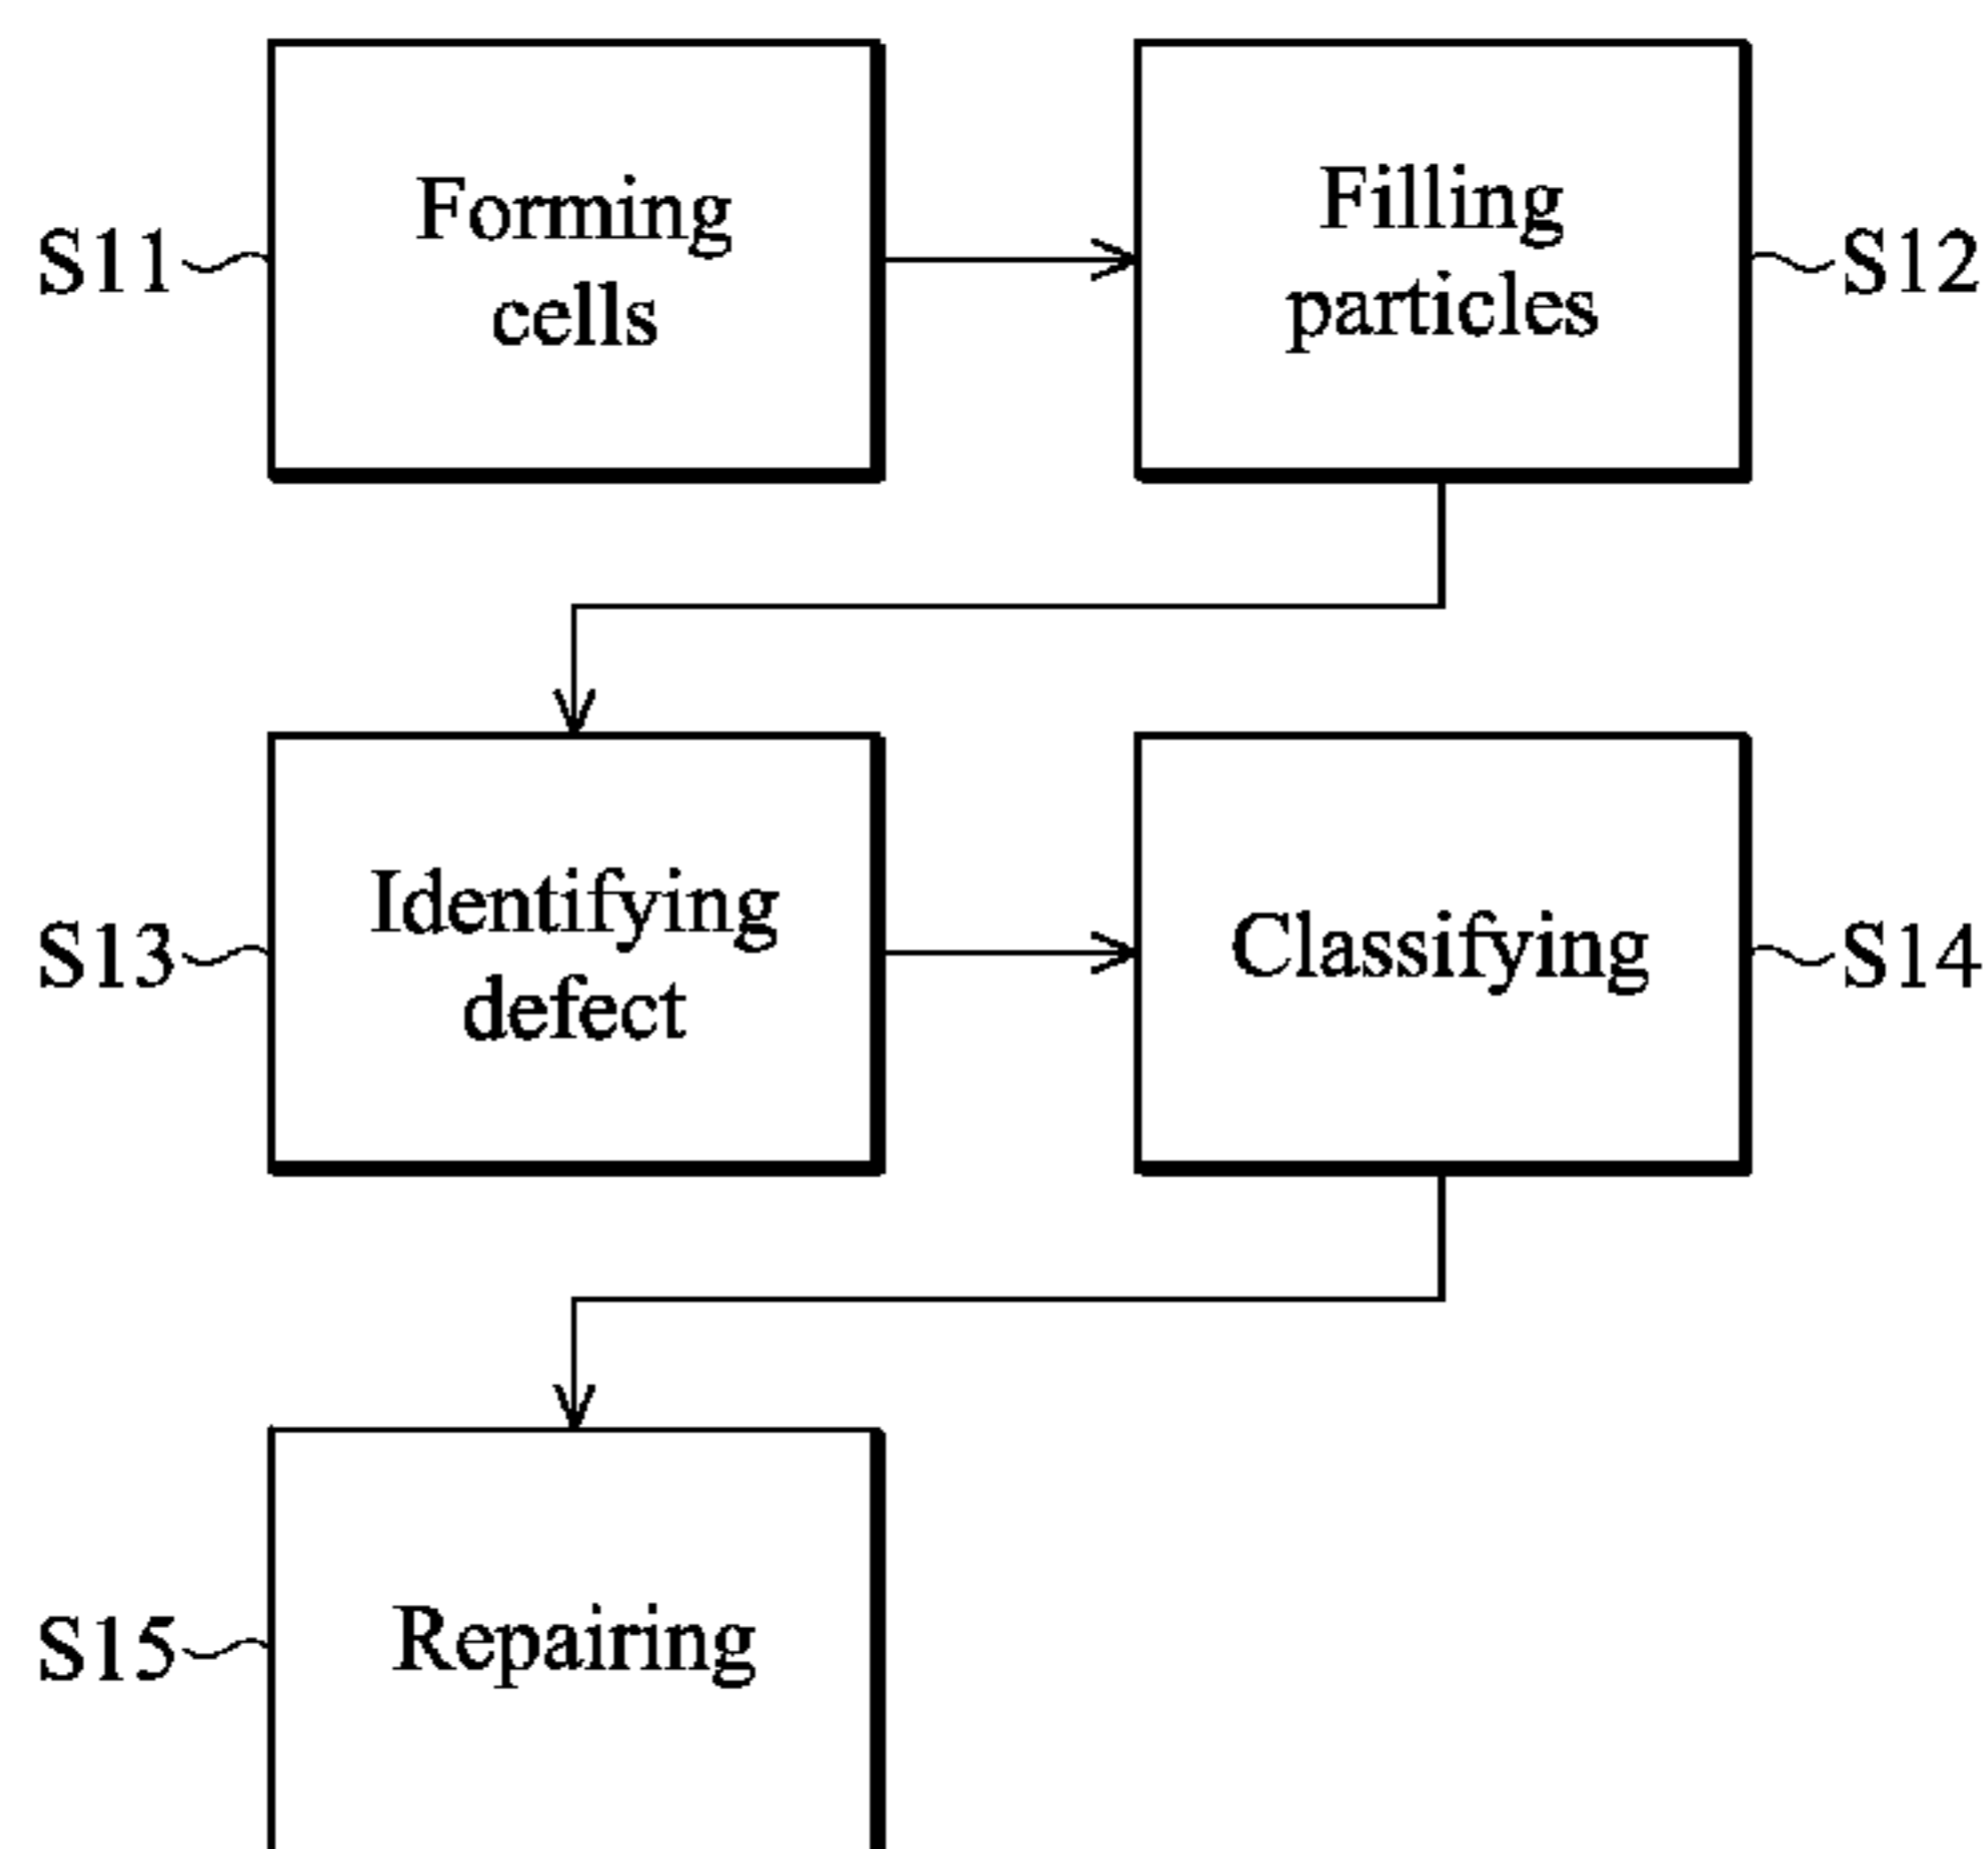 S11
Forming
cells
Filling
particles
S12
S13
Identifying
defect
Classifying
S14
S15
Repairing